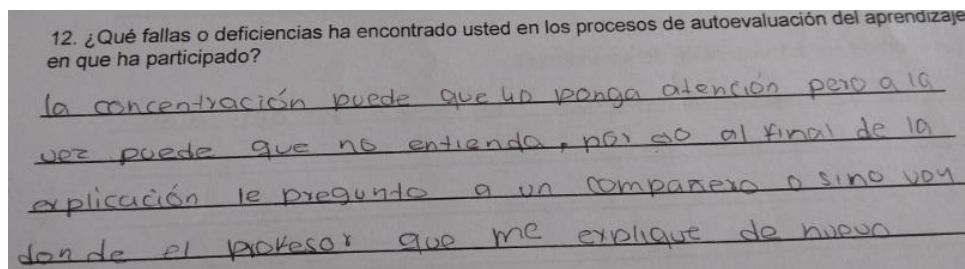 12. ¿Qué fallas o deficiencias ha encontrado usted en los procesos de autoevaluación del aprendizaje
en que ha participado?
la concentración puede que yo ponga atención pero a la
vez puede que no entienda, por eso al final de la
explicación le pregunto a un compañero o sino voy
donde el profesor que me explique de nuevo